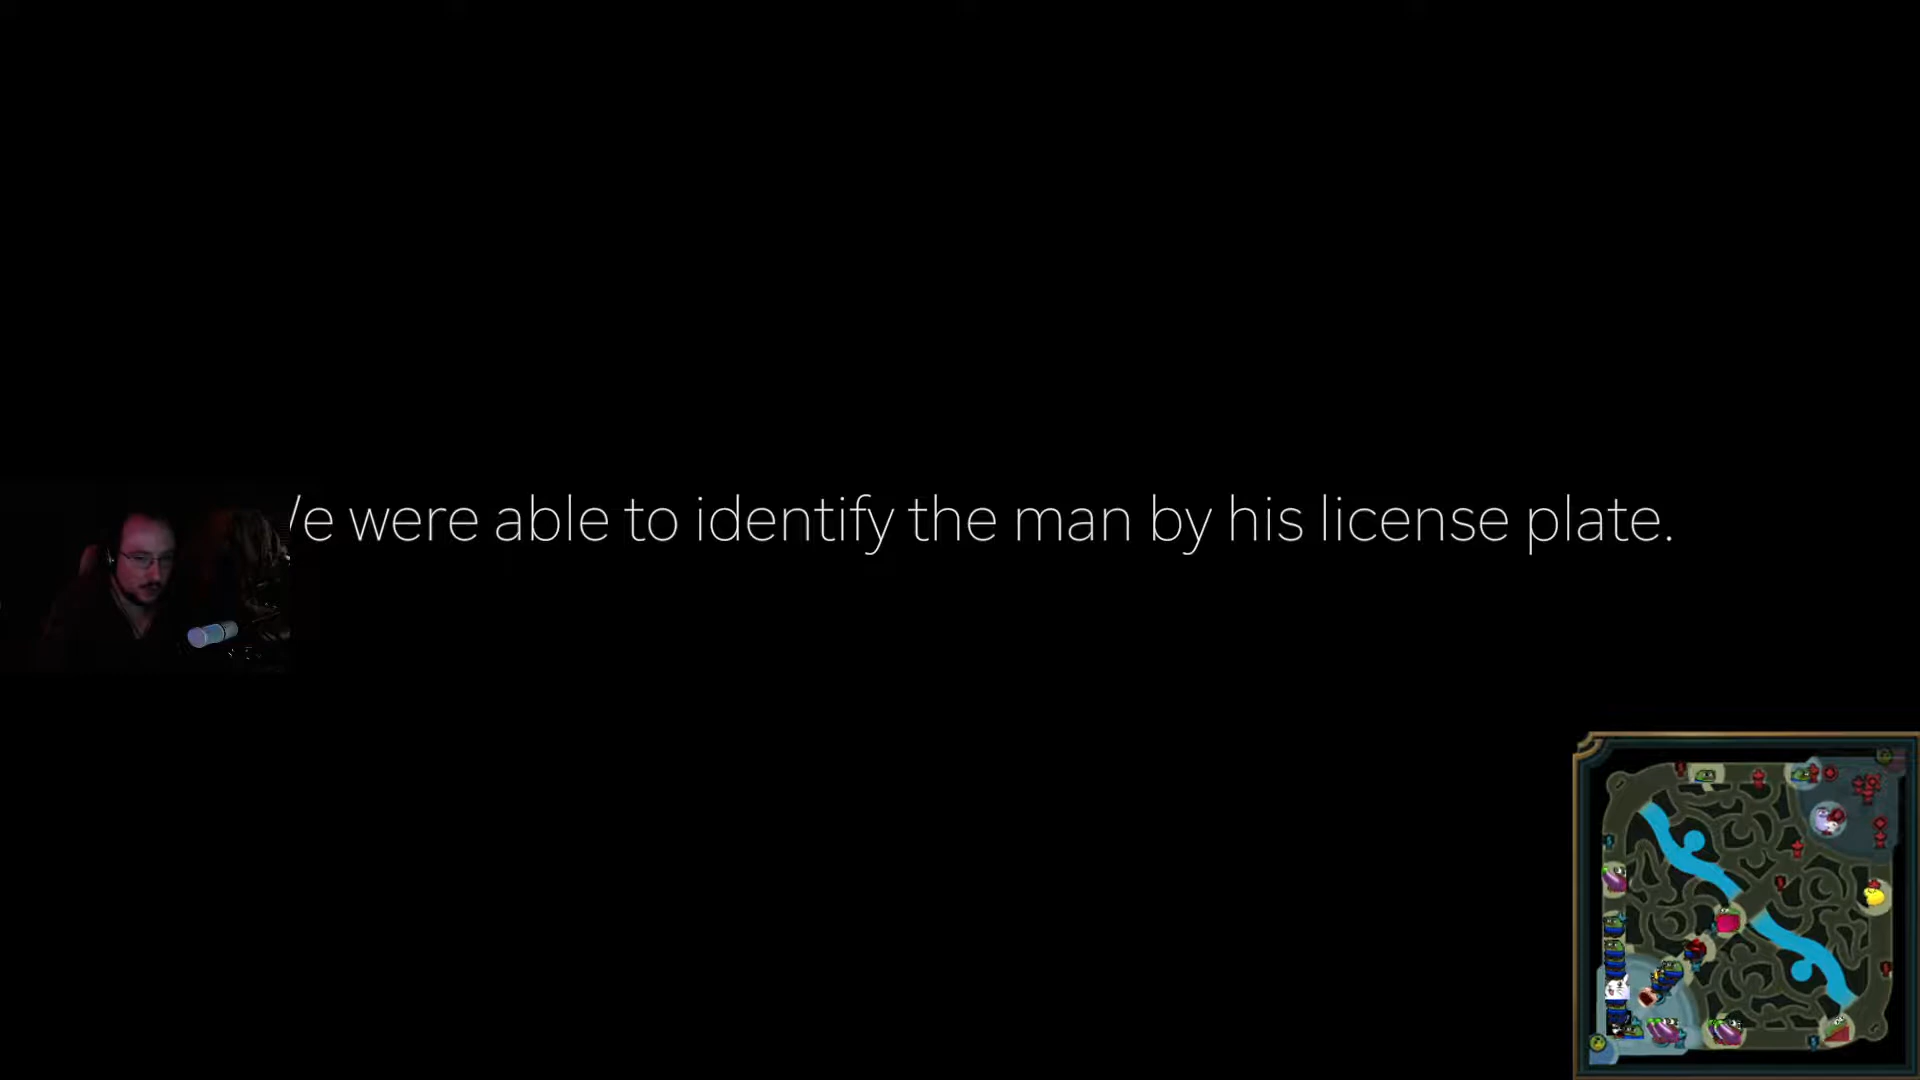 e were able to identify the man by his license plate.